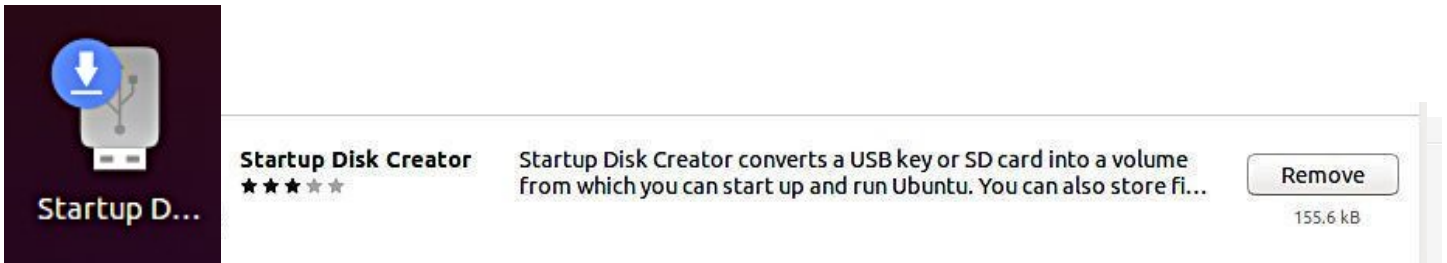 Startup D...
Startup Disk Creator
Startup Disk Creator converts a USB key or SD card into a volume
from which you can start up and run Ubuntu. You can also store fi...
Remove
155.6 kB